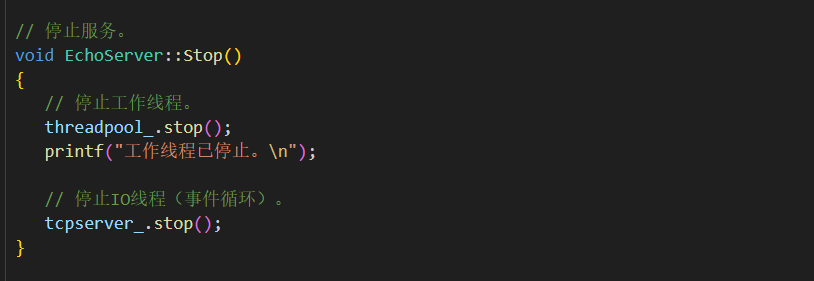 // 停止服务。
void EchoServer::Stop()
{
// 停止工作线程。
threadpool_.stop();
printf("工作线程已停止。\n");
// 停止IO线程（事件循环）。
tcpserver_.stop();
}